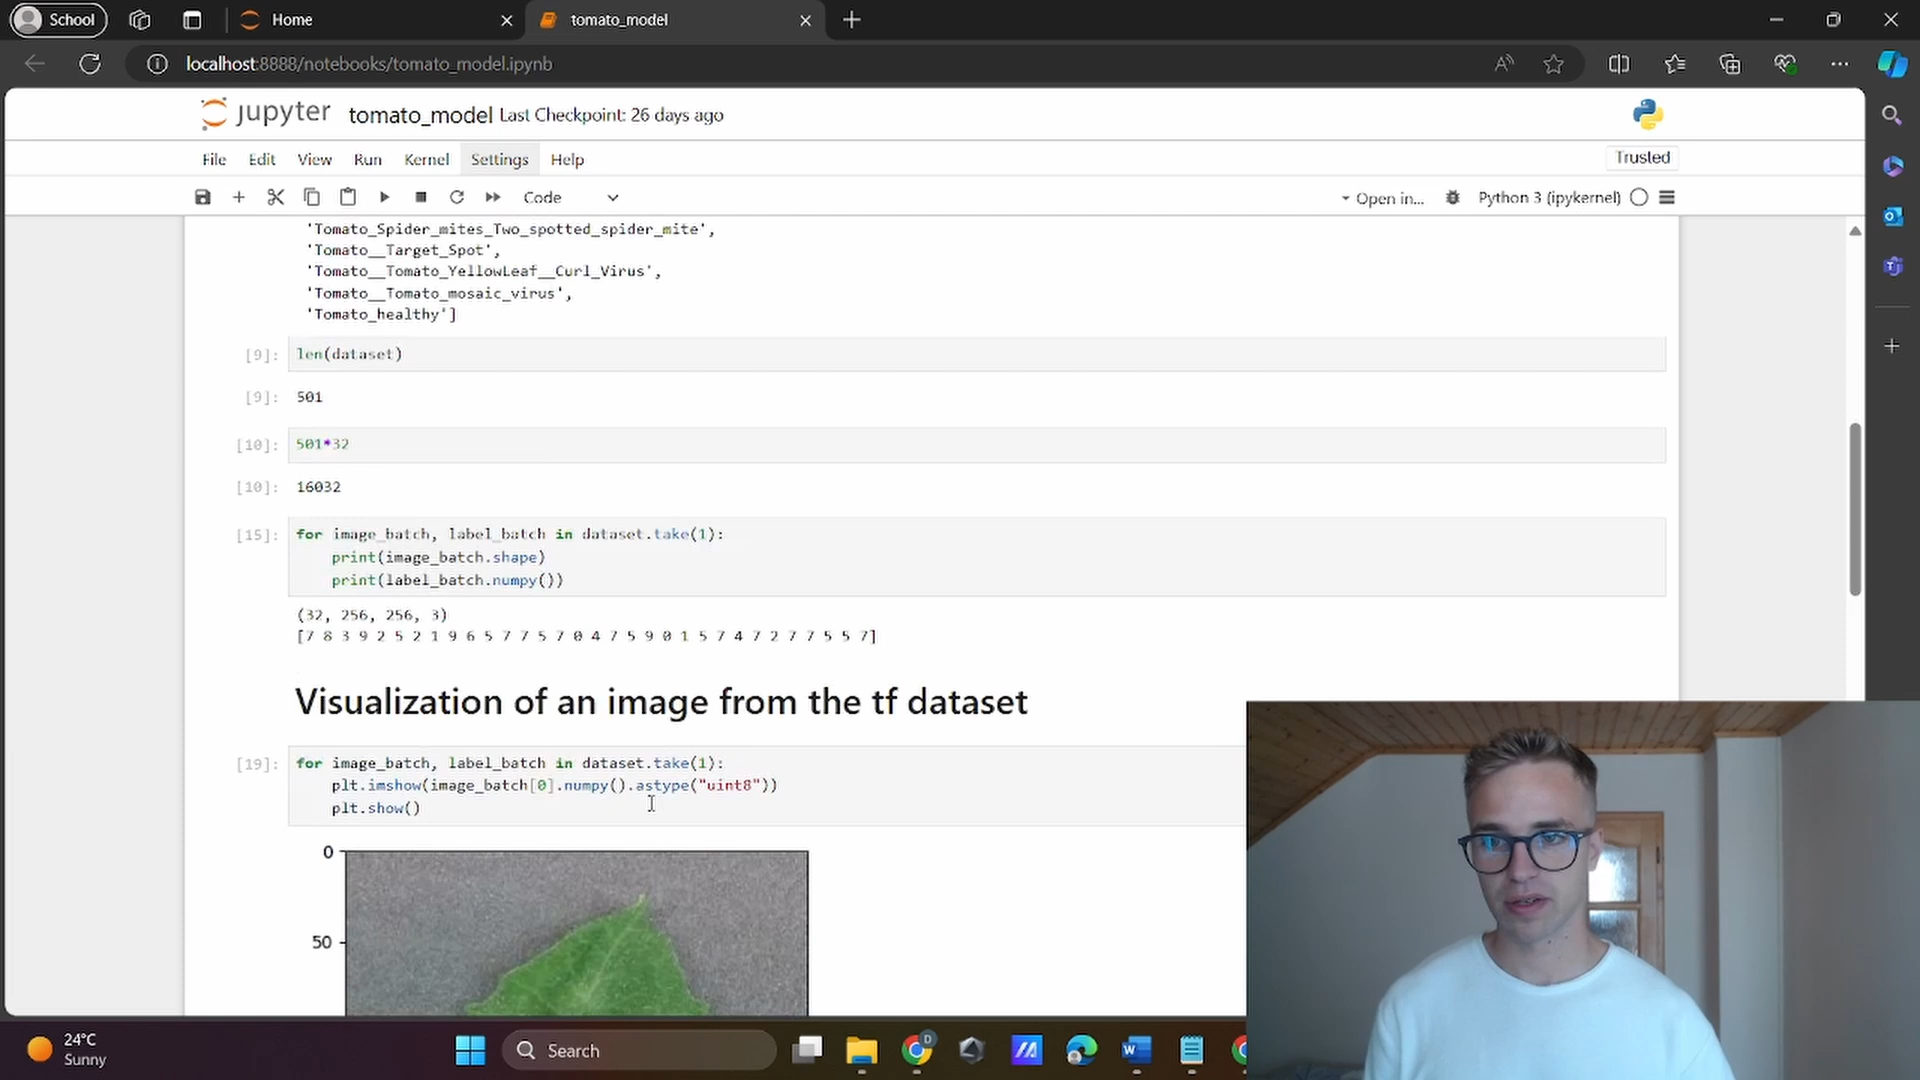 School
Home
tomato_model
localhost:8888/notebooks/tomato_model.ipynb
jupyter tomato_model Last Checkpoint: 26 days ago
File Edit View Run Kernel Settings Help
Trusted
Code
Open in...
Python 3 (ipykernel)
'Tomato_Spider_mites_Two_spotted_spider_mite',
'Tomato__Target_Spot',
'Tomato__Tomato_YellowLeaf__Curl_Virus',
'Tomato__Tomato_mosaic_virus',
'Tomato_healthy']
[9]: len(dataset)
[9]: 501
[10]: 501*32
[10]: 16032
[15]: for image_batch, label_batch in dataset.take(1):
print(image_batch.shape)
print(label_batch.numpy())
(32, 256, 256, 3)
[7 8 3 9 2 5 2 1 9 6 5 7 7 5 7 0 4 7 5 9 0 1 5 7 4 7 2 7 7 5 5 7]
Visualization of an image from the tf dataset
[19]: for image_batch, label_batch in dataset.take(1):
plt.imshow(image_batch[0].numpy().astype("uint8"))
plt.show()
0
50
24°C
Sunny
Search